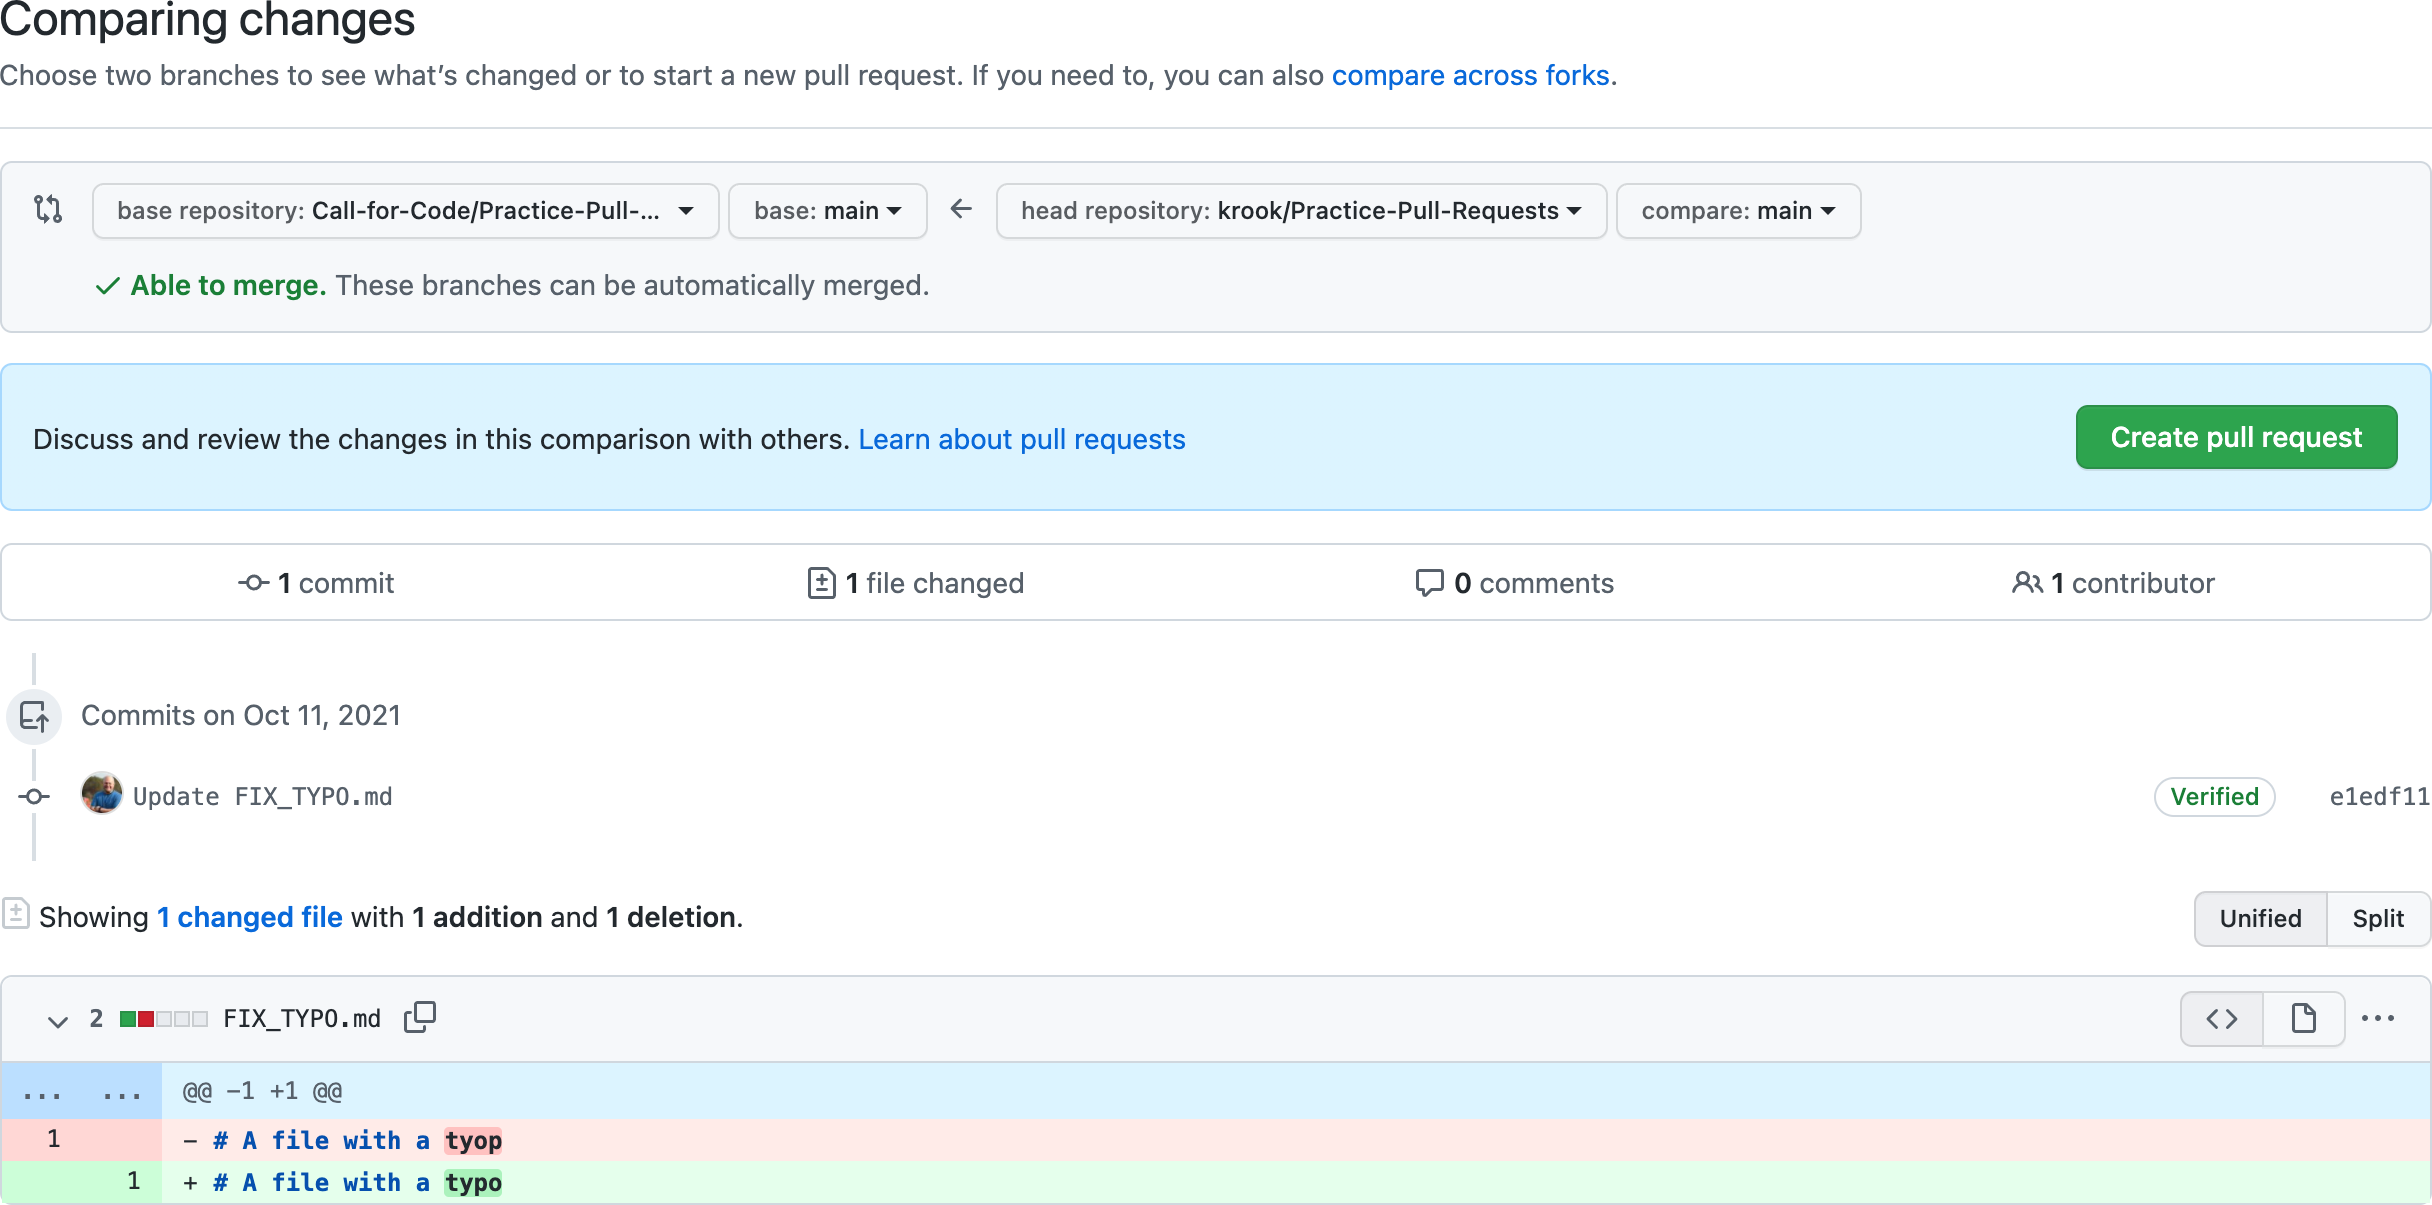 Comparing changes
Choose two branches to see what's changed or to start a new pull request. If you need to, you can also compare across forks.
base repository: Call-for-Code/Practice-Pull-... base: main head repository: krook/Practice-Pull-Requests compare: main
Able to merge. These branches can be automatically merged.
Discuss and review the changes in this comparison with others. Learn about pull requests Create pull request
1 commit 1 file changed 0 comments 1 contributor
Commits on Oct 11, 2021
Update FIX_TYPO.md Verified e1edf11
Showing 1 changed file with 1 addition and 1 deletion. Unified Split
2 FIX_TYPO.md
... ... @@ -1 +1 @@
1 - # A file with a tyop
1 + # A file with a typo